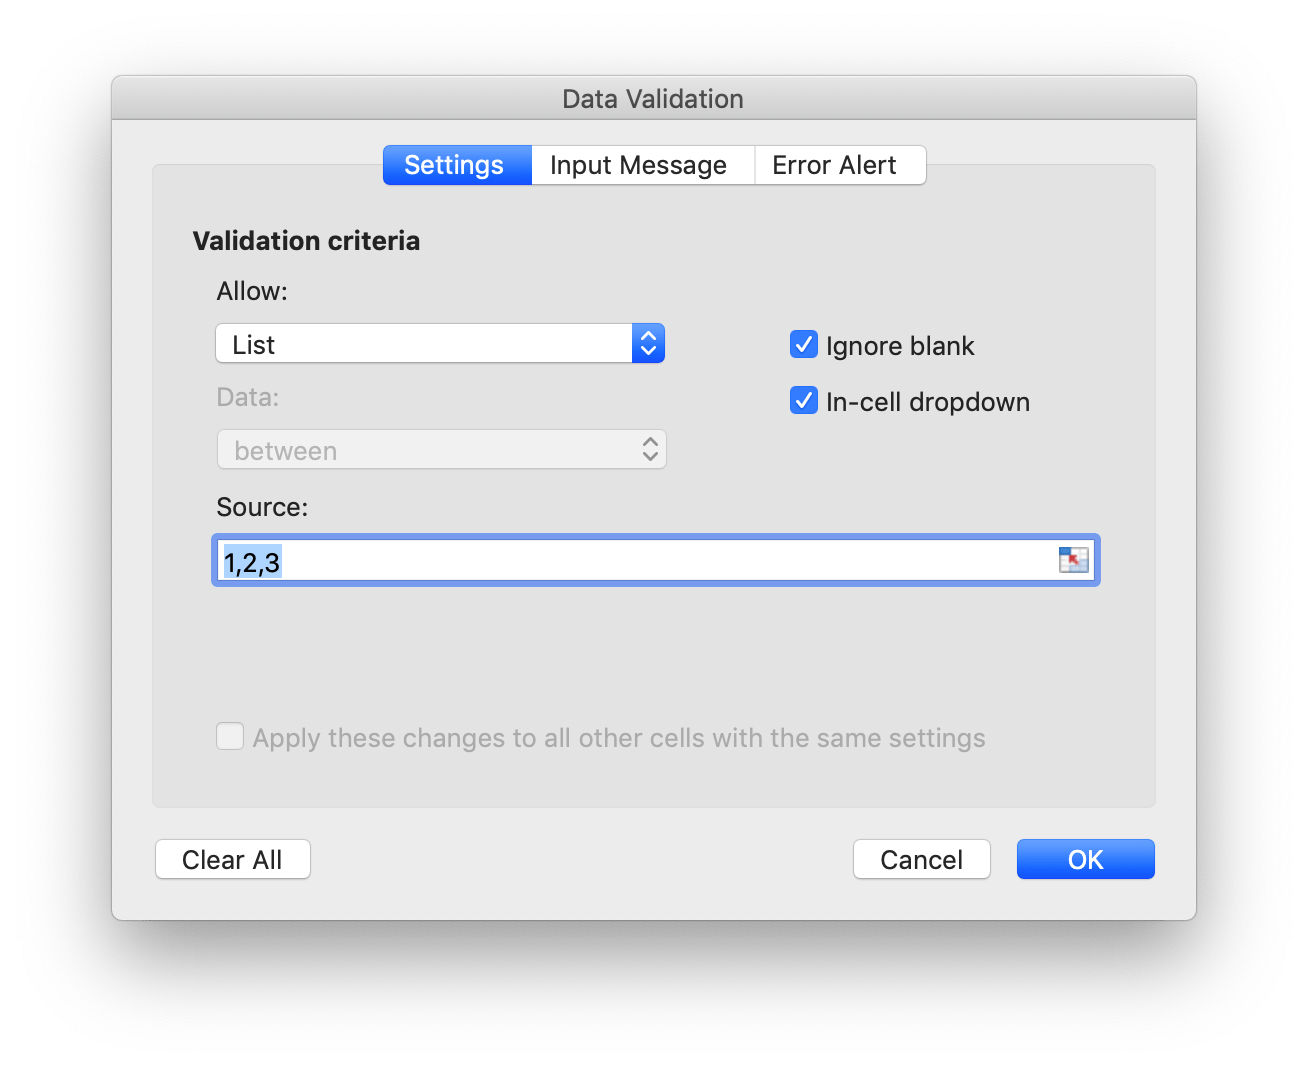 Data Validation
Settings Input Message Error Alert
Validation criteria
Allow:
List
Ignore blank
Data:
In-cell dropdown
between
Source:
1,2,3
Apply these changes to all other cells with the same settings
Clear All Cancel OK